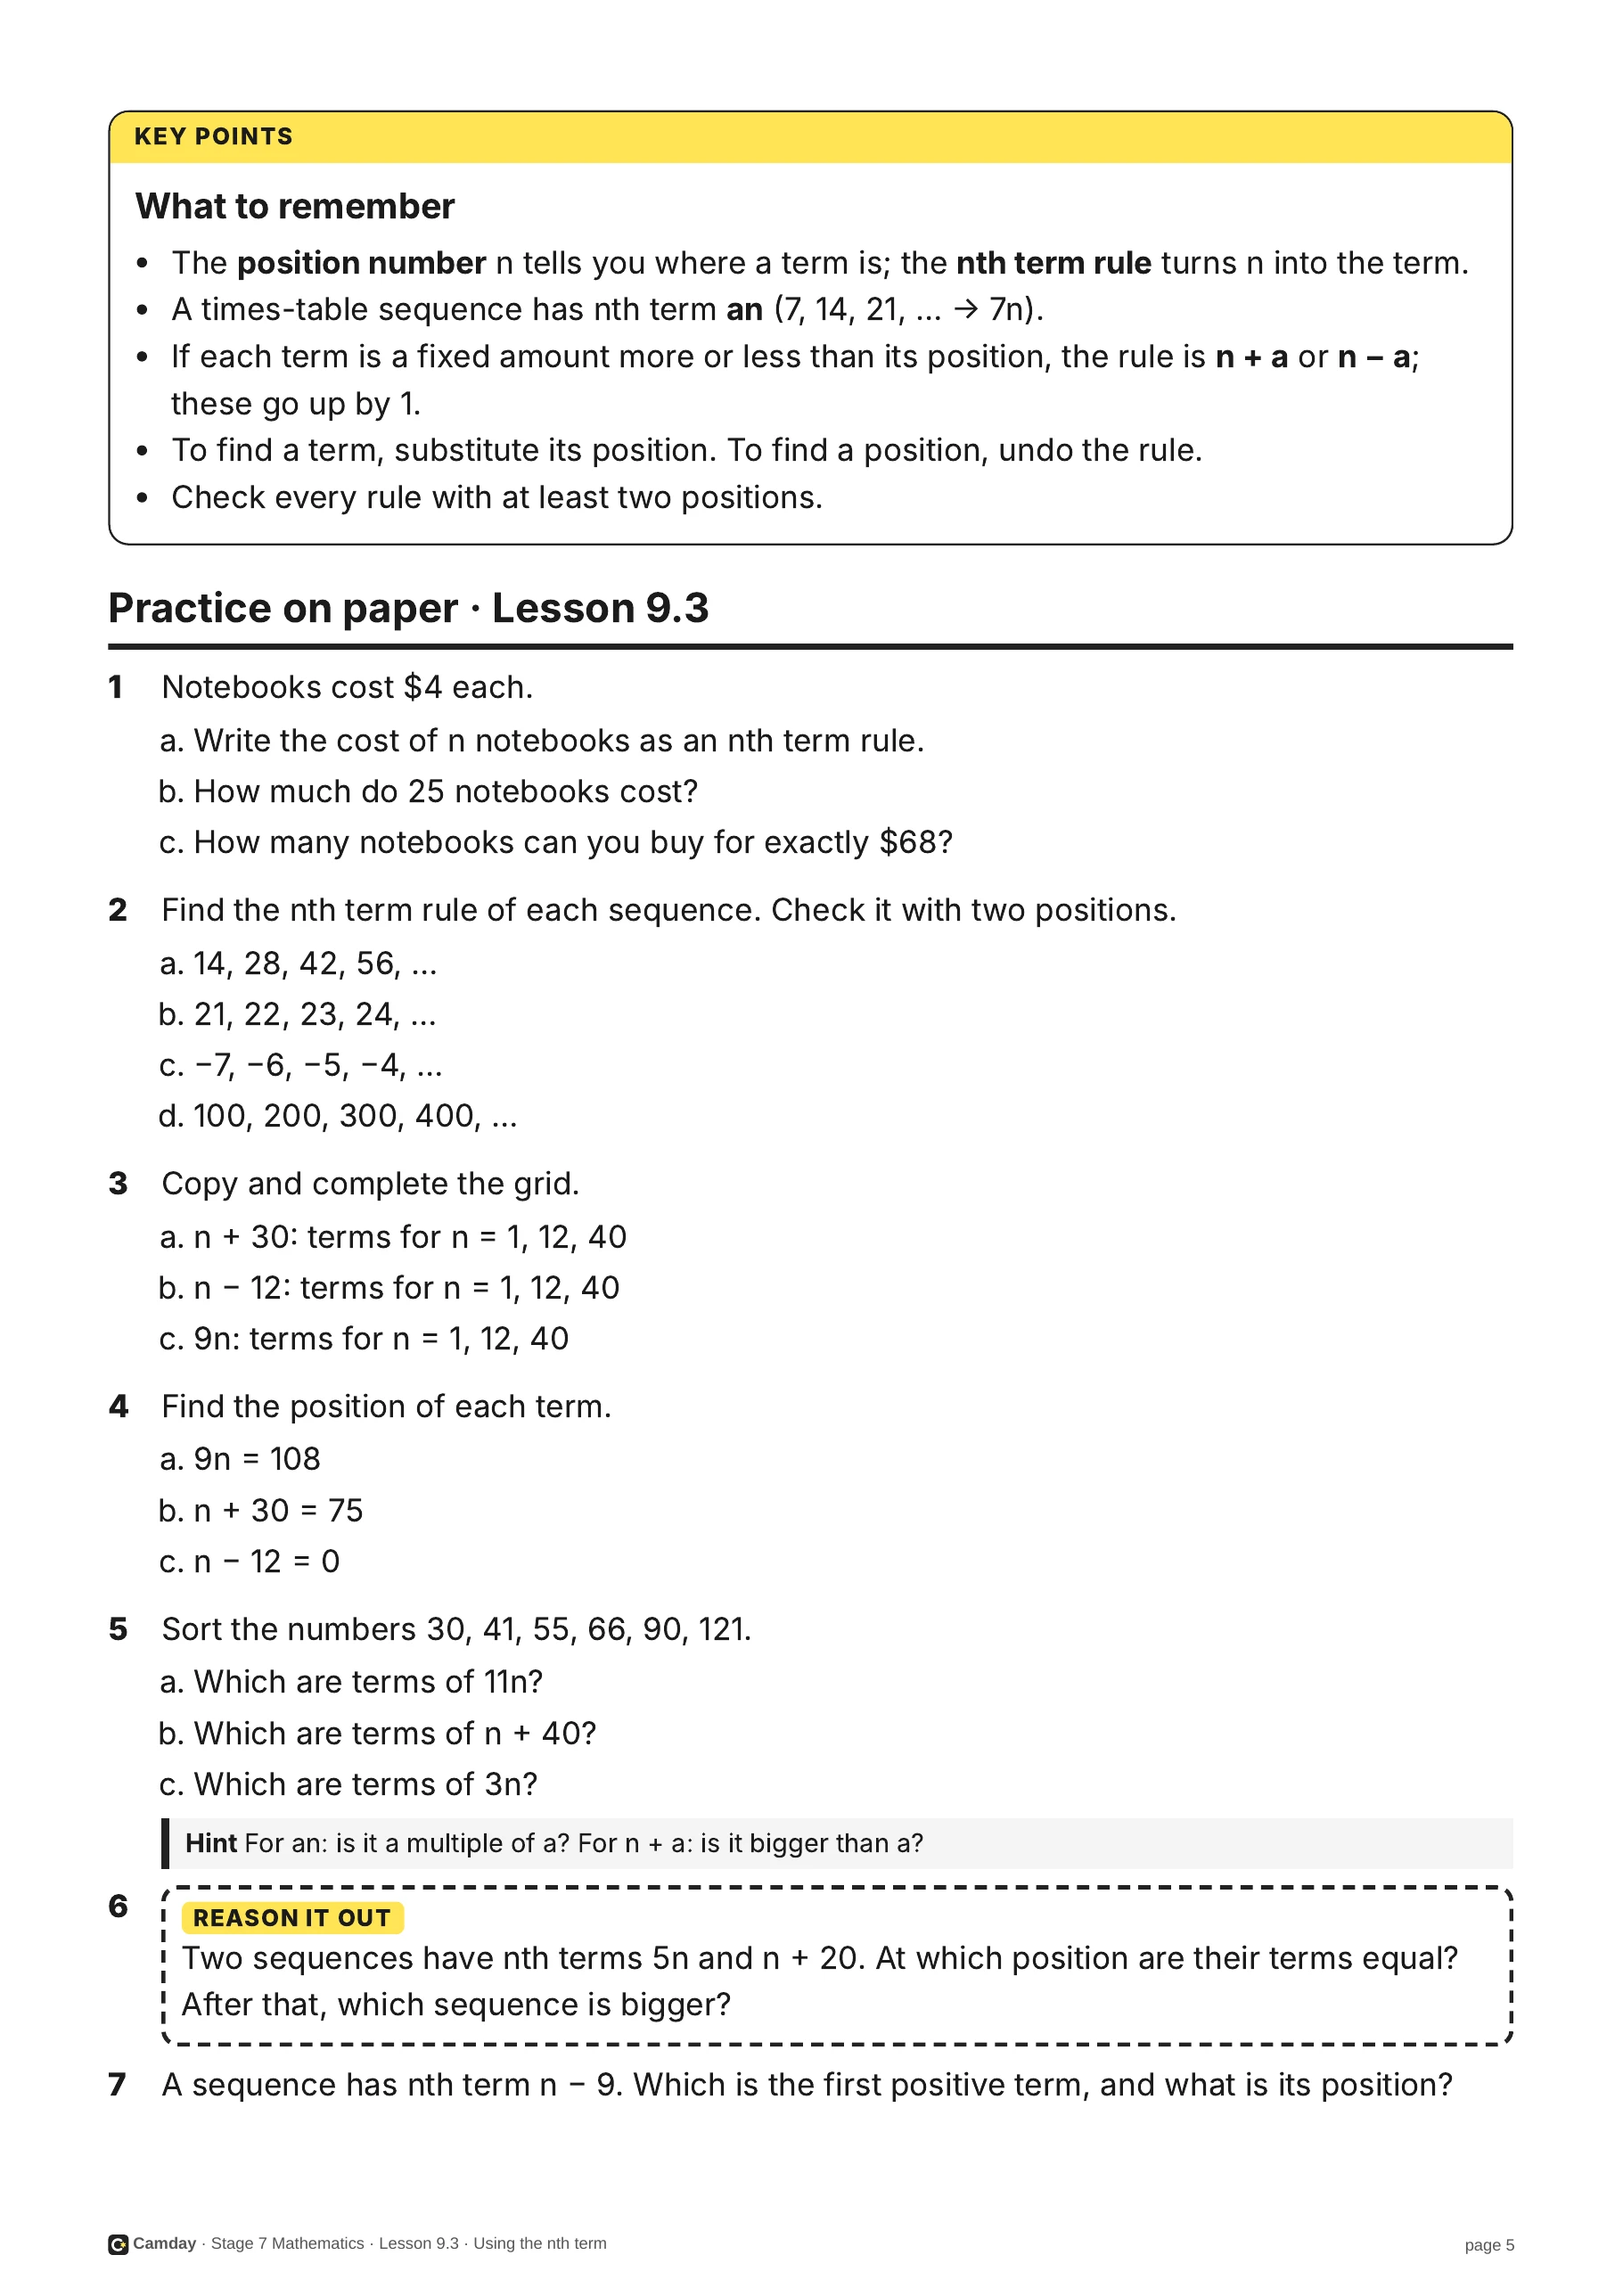 KEY POINTS
What to remember
• The position number n tells you where a term is; the nth term rule turns n into the term.
• A times-table sequence has nth term an (7, 14, 21, … → 7n).
• If each term is a fixed amount more or less than its position, the rule is n + a or n − a;
these go up by 1.
• To find a term, substitute its position. To find a position, undo the rule.
• Check every rule with at least two positions.
Practice on paper · Lesson 9.3
1 Notebooks cost $4 each.
a. Write the cost of n notebooks as an nth term rule.
b. How much do 25 notebooks cost?
c. How many notebooks can you buy for exactly $68?
2 Find the nth term rule of each sequence. Check it with two positions.
a. 14, 28, 42, 56, …
b. 21, 22, 23, 24, …
c. −7, −6, −5, −4, …
d. 100, 200, 300, 400, …
3 Copy and complete the grid.
a. n + 30: terms for n = 1, 12, 40
b. n − 12: terms for n = 1, 12, 40
c. 9n: terms for n = 1, 12, 40
4 Find the position of each term.
a. 9n = 108
b. n + 30 = 75
c. n − 12 = 0
5 Sort the numbers 30, 41, 55, 66, 90, 121.
a. Which are terms of 11n?
b. Which are terms of n + 40?
c. Which are terms of 3n?
Hint For an: is it a multiple of a? For n + a: is it bigger than a?
6 REASON IT OUT
Two sequences have nth terms 5n and n + 20. At which position are their terms equal?
After that, which sequence is bigger?
7 A sequence has nth term n − 9. Which is the first positive term, and what is its position?
Camday · Stage 7 Mathematics · Lesson 9.3 · Using the nth term page 5